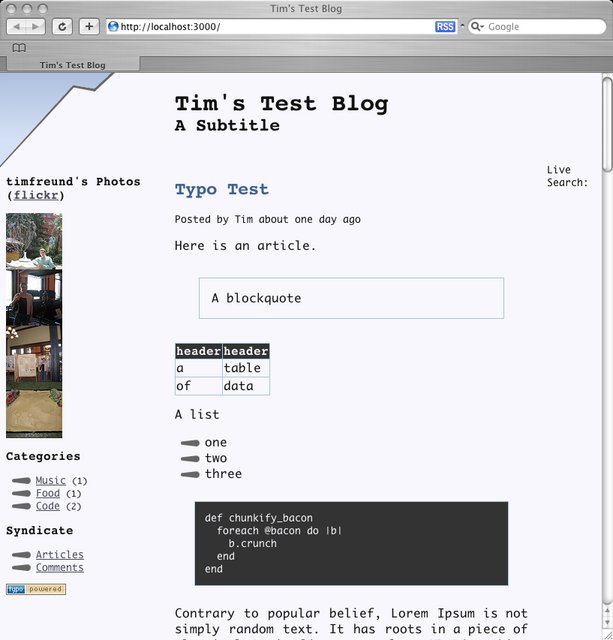 Tim's Test Blog
http://localhost:3000/
RSS
Google
Tim's Test Blog
Tim's Test Blog
A Subtitle
timfreund's Photos
(flickr)
Categories
Music (1)
Food (1)
Code (2)
Syndicate
Articles
Comments
typo powered
Typo Test
Posted by Tim about one day ago
Here is an article.
A blockquote
header header
a table
of data
A list
one
two
three
def chunkify_bacon
foreach @bacon do |b|
b.crunch
end
end
Contrary to popular belief, Lorem Ipsum is not
simply random text. It has roots in a piece of
Live
Search: